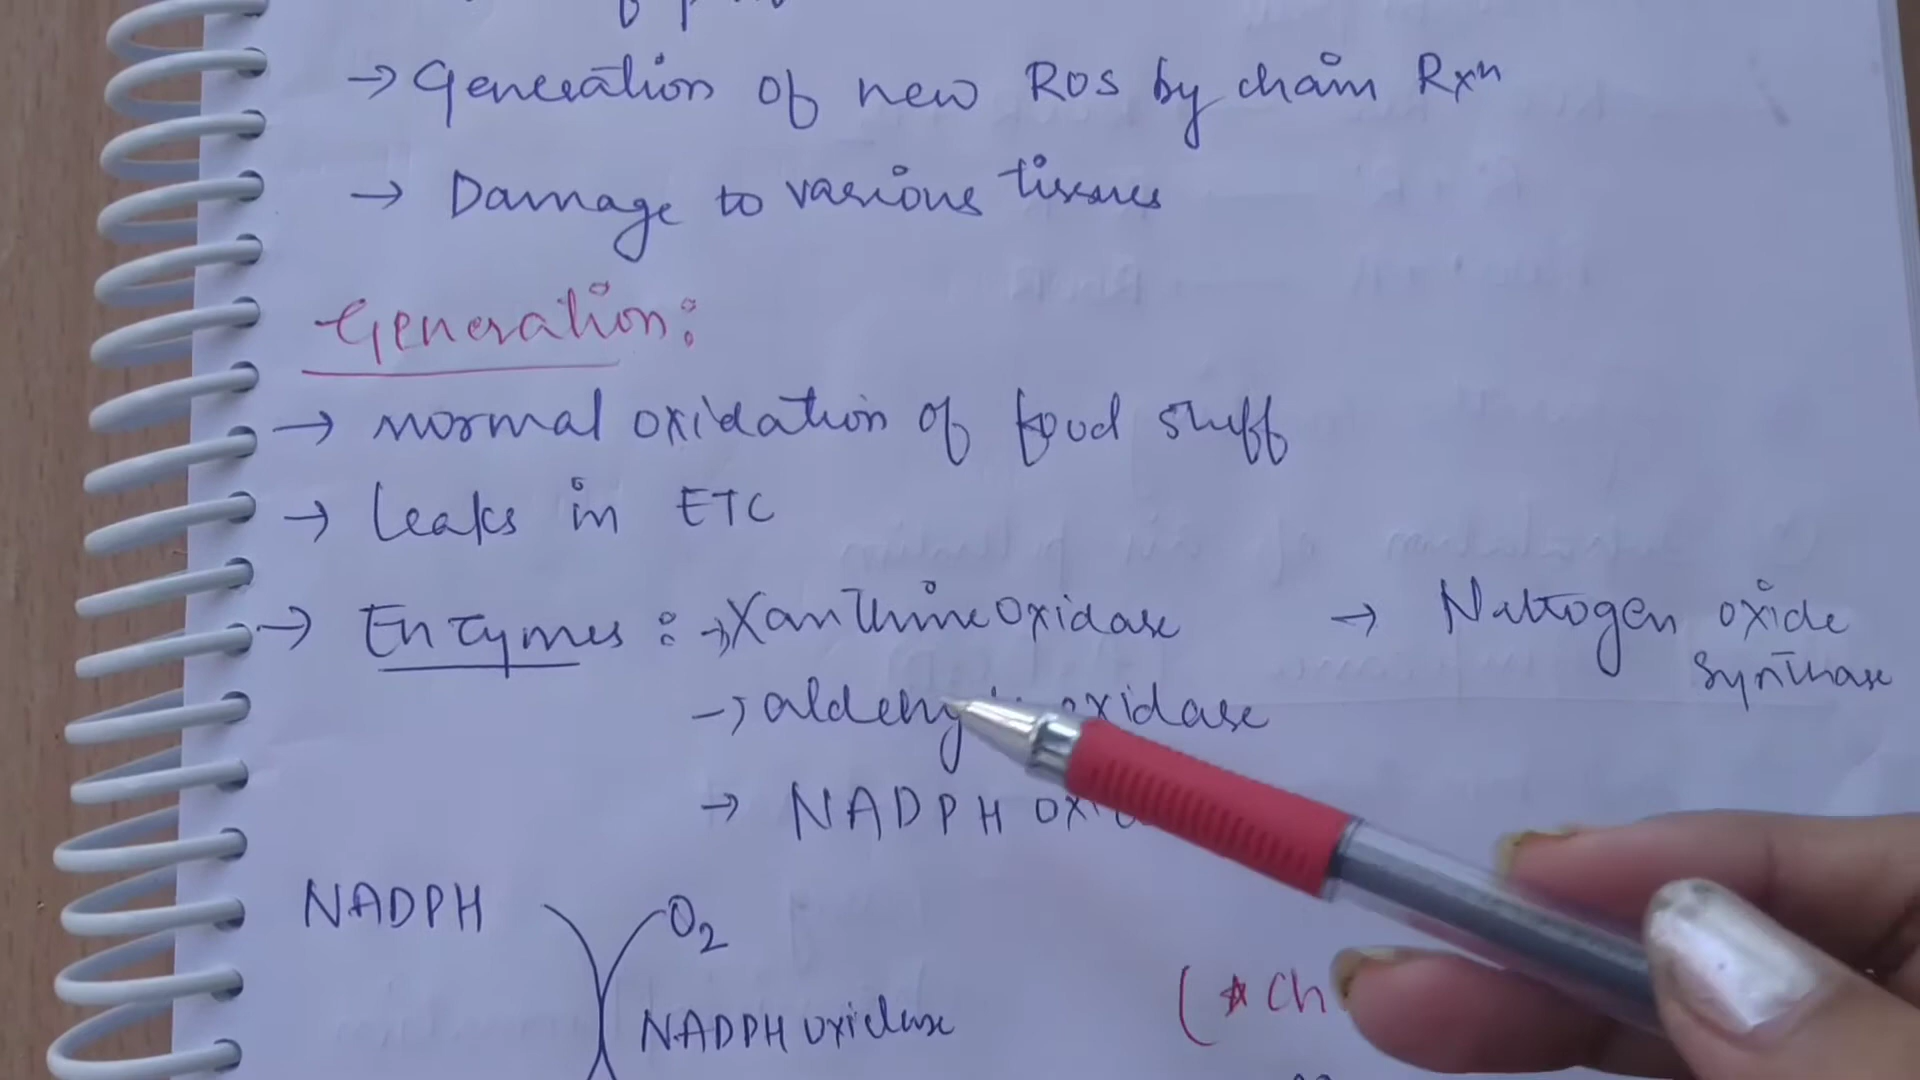 → Generation of new ROS by chain Rxn
→ Damage to various tissues
Generation:
→ normal oxidation of food stuff
→ Leaks in ETC
→ Enzymes : → Xanthine oxidase → Nitrogen oxide synthase
→ oxidase
→ NADPH
NADPH O2
NADPH oxidase
( * Ch